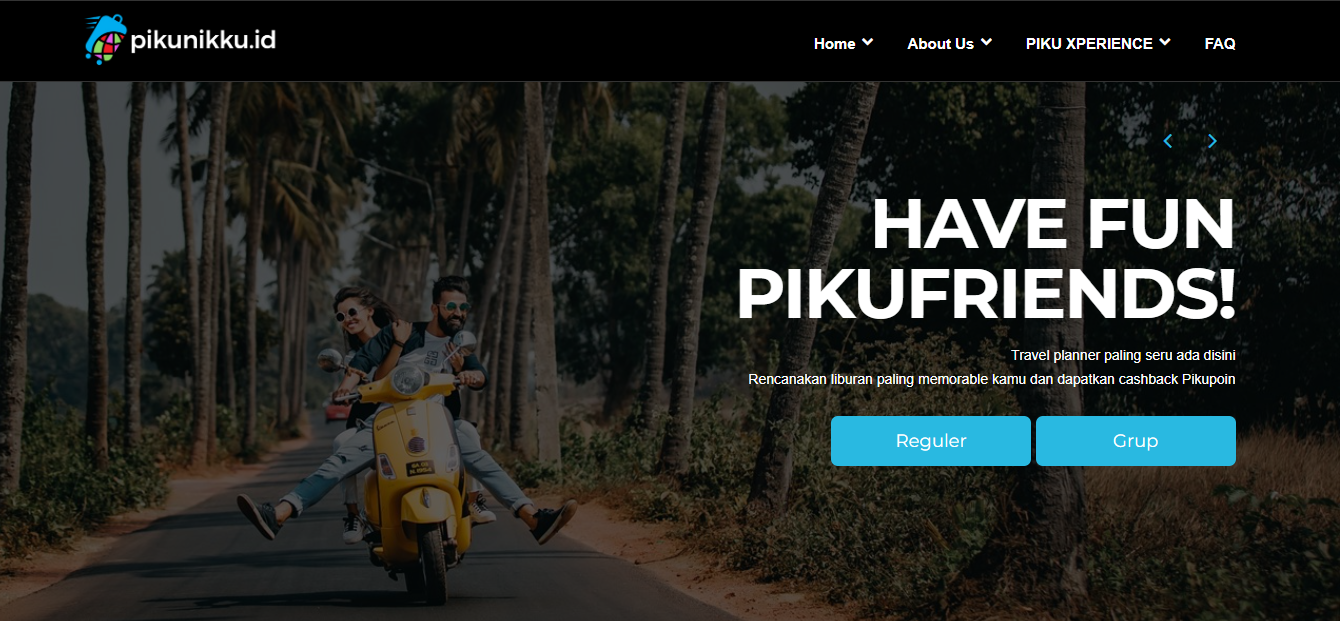 pikunikku.id
Home
About Us
PIKU XPERIENCE
FAQ
HAVE FUN
PIKUFRIENDS!
Travel planner paling seru ada disini
Rencanakan liburan paling memorable kamu dan dapatkan cashback Pikupoin
Reguler
Grup